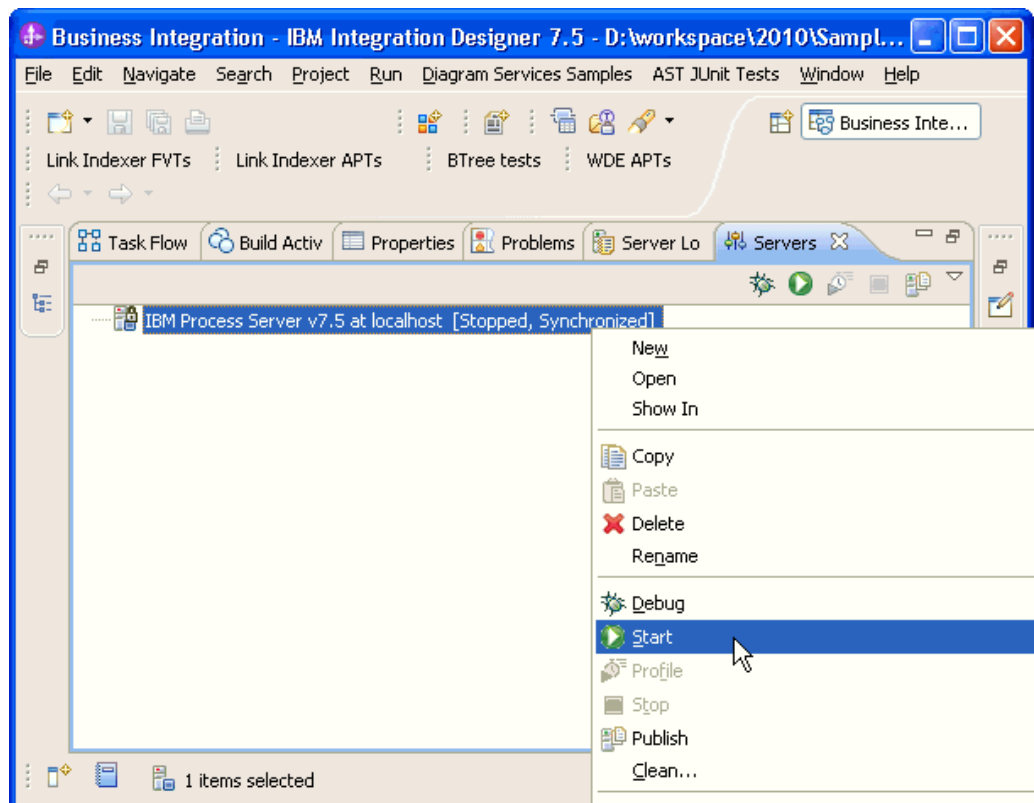 Business Integration - IBM Integration Designer 7.5 - D:\workspace\2010\Sampl...
File Edit Navigate Search Project Run Diagram Services Samples AST JUnit Tests Window Help
Business Inte...
Link Indexer FVTs Link Indexer APTs BTree tests WDE APTs
Task Flow Build Activ Properties Problems Server Lo Servers
IBM Process Server v7.5 at localhost [Stopped, Synchronized]
New
Open
Show In
Copy
Paste
Delete
Rename
Debug
Start
Profile
Stop
Publish
Clean...
1 items selected